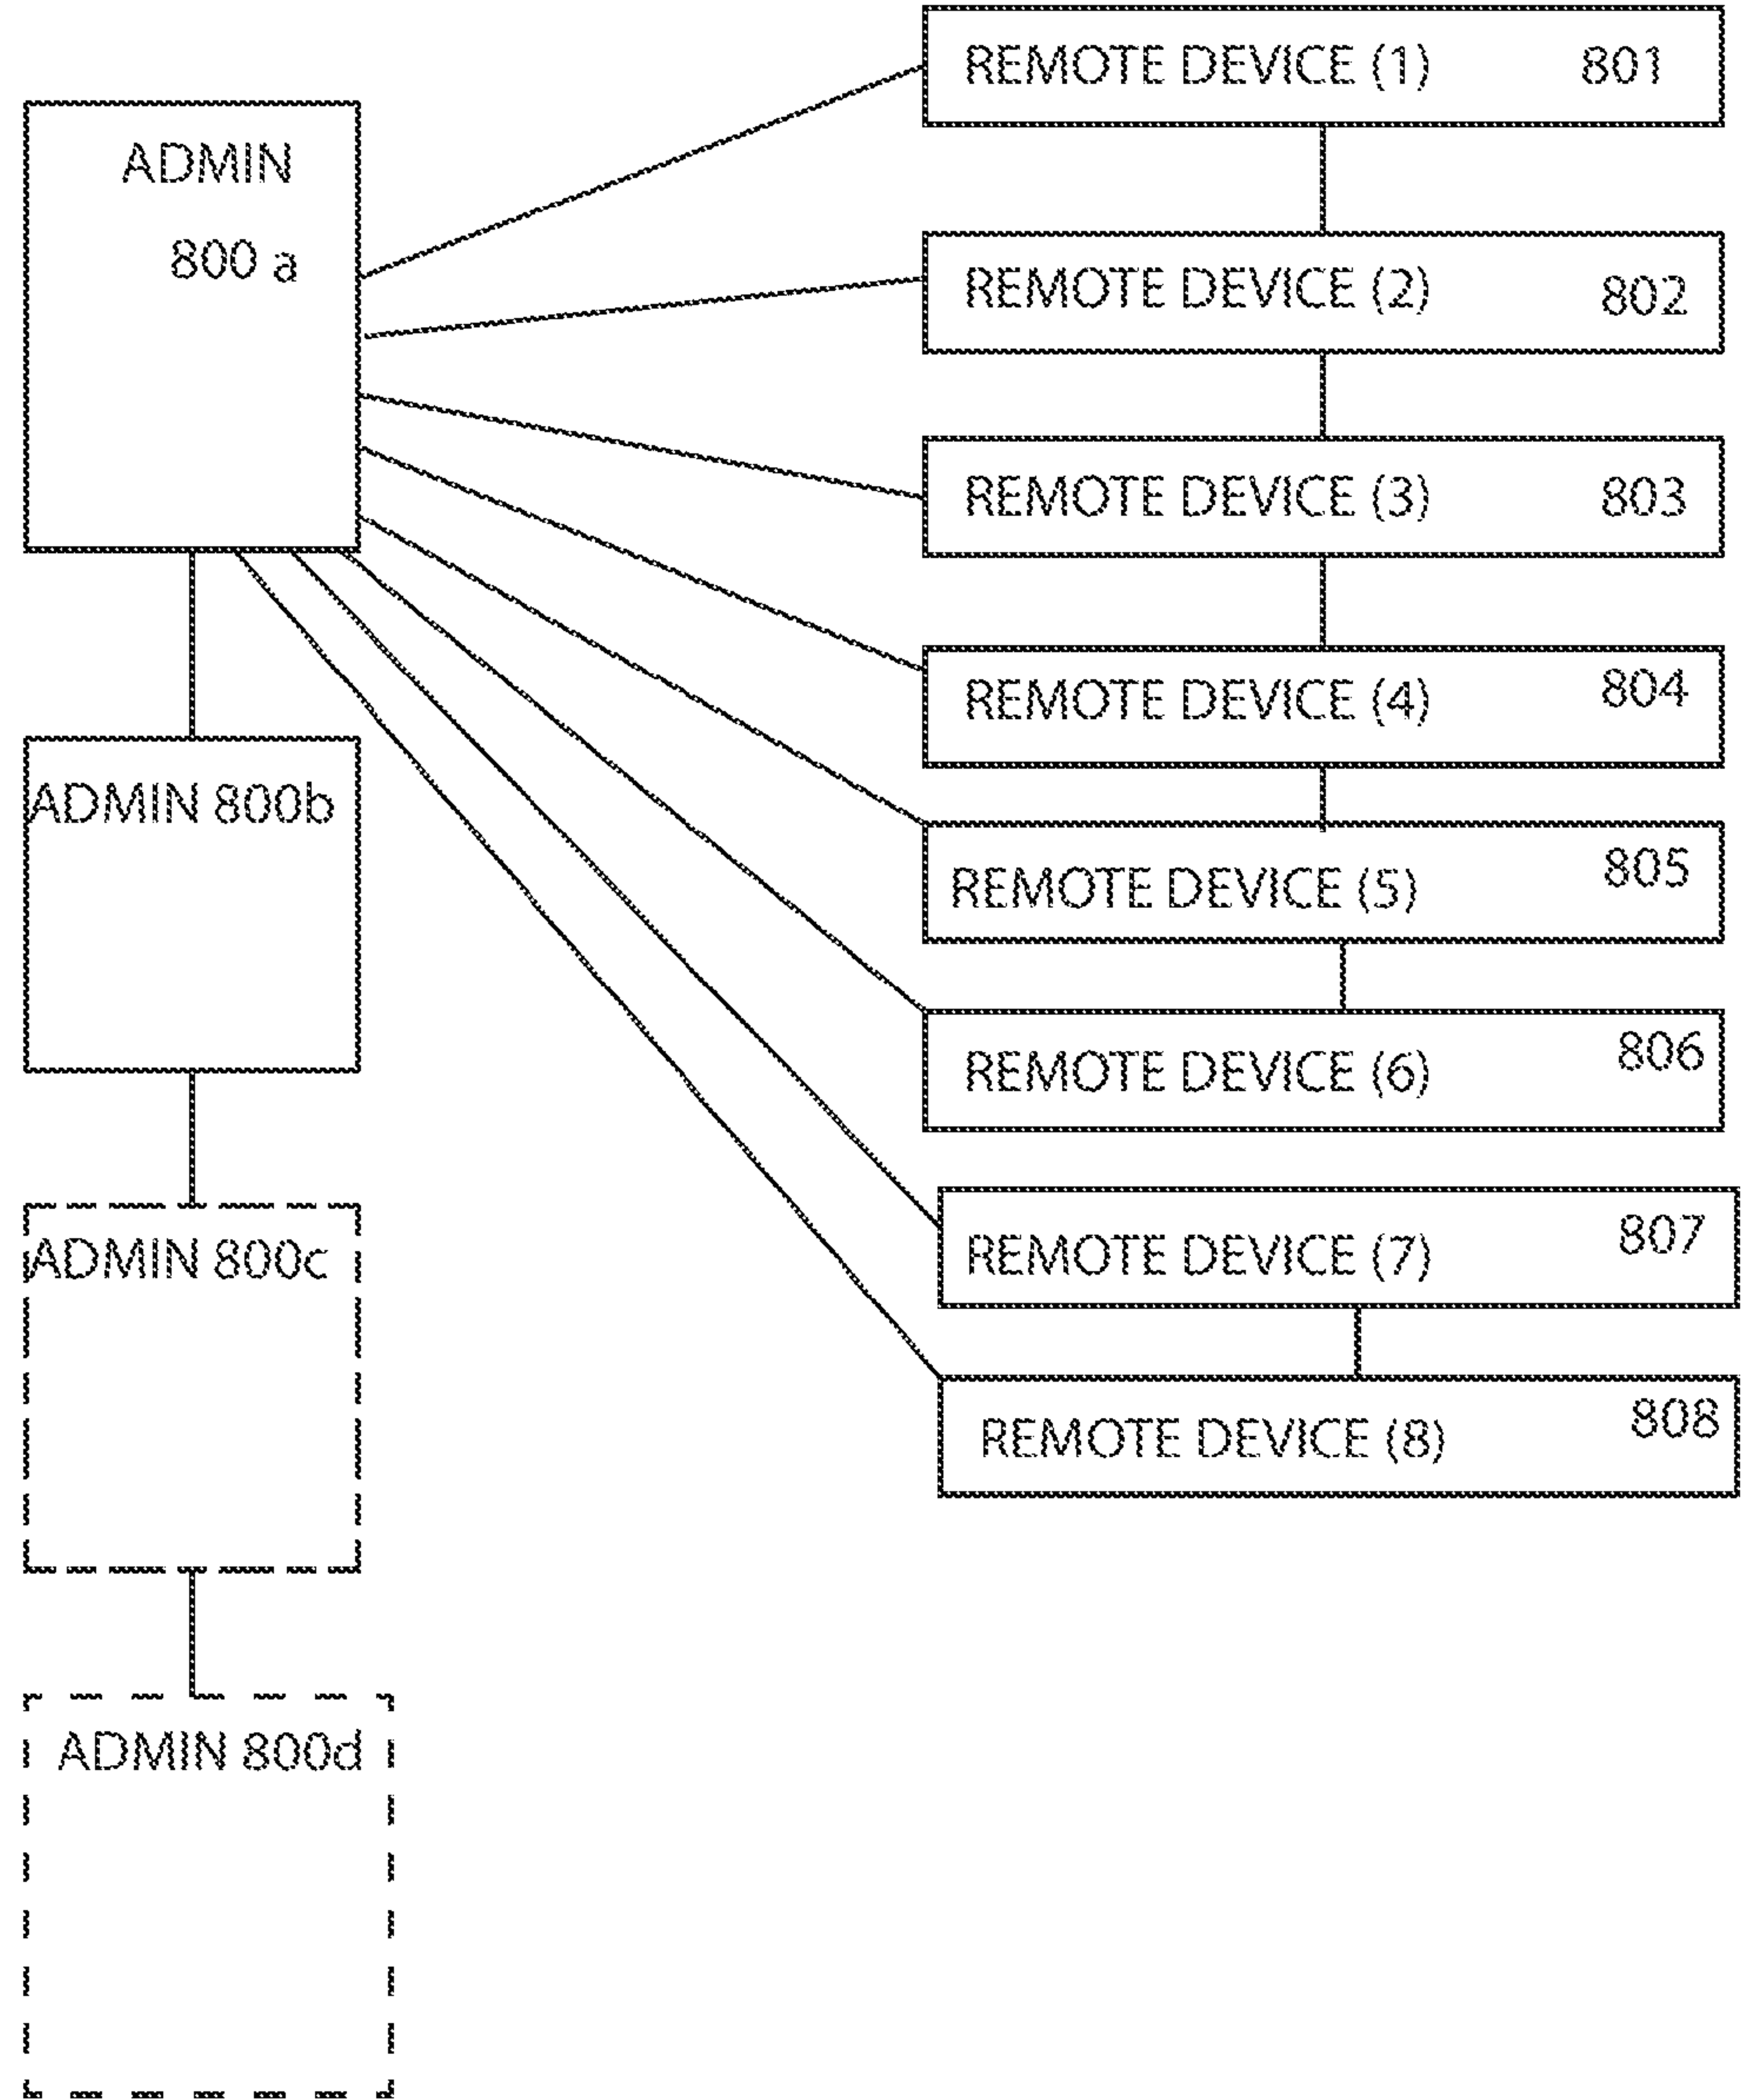 ADMIN
800 a
ADMIN 800b
ADMIN 800c
ADMIN 800d
REMOTE DEVICE (1) 801
REMOTE DEVICE (2) 802
REMOTE DEVICE (3) 803
REMOTE DEVICE (4) 804
REMOTE DEVICE (5) 805
REMOTE DEVICE (6) 806
REMOTE DEVICE (7) 807
REMOTE DEVICE (8) 808